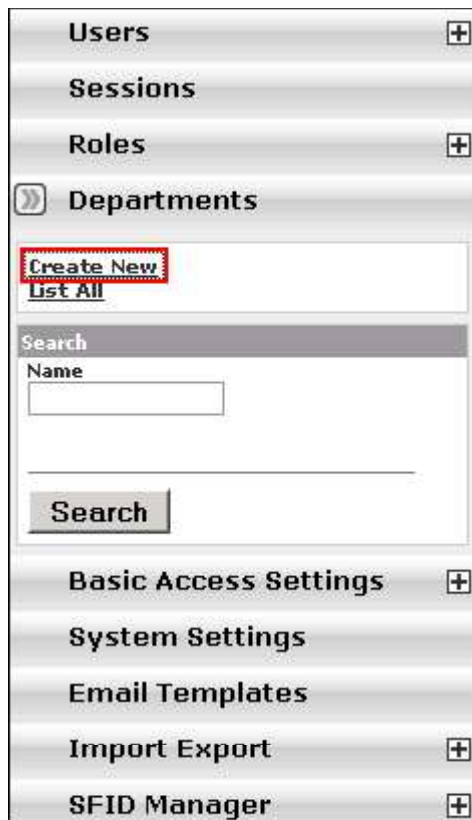 Users
Sessions
Roles
Departments
Create New
List All
Search
Name
Search
Basic Access Settings
System Settings
Email Templates
Import Export
SFID Manager